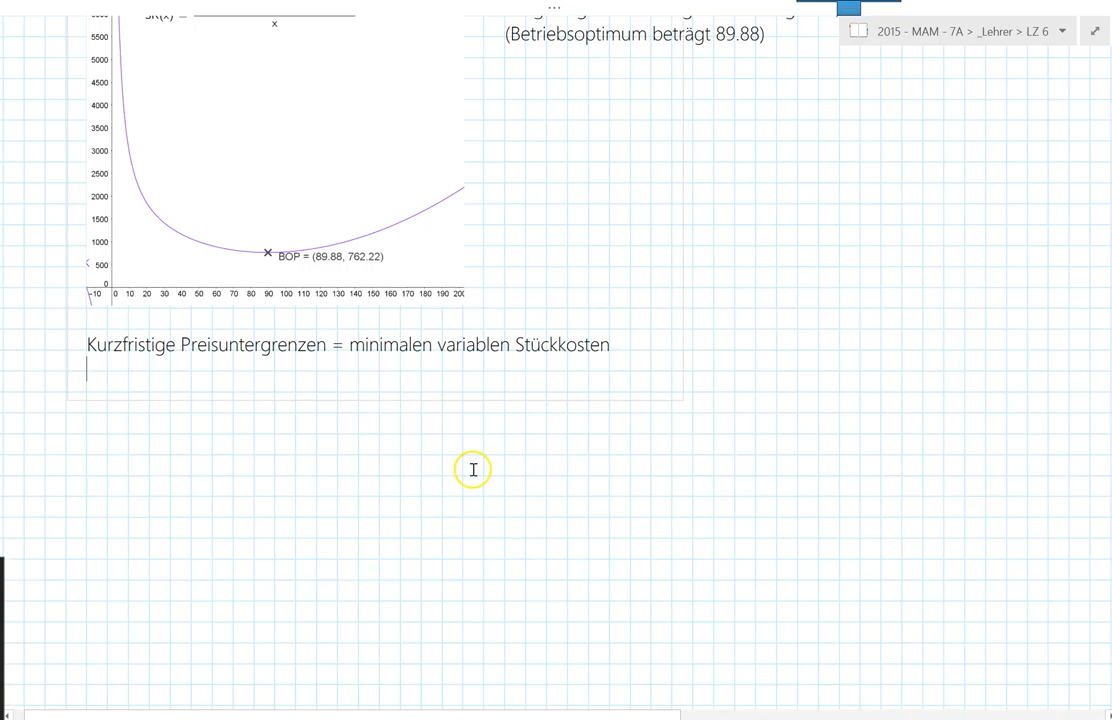 x
(Betriebsoptimum beträgt 89.88)
2015 - MAM - 7A > _Lehrer > LZ 6
5500
5000
4500
4000
3500
3000
2500
2000
1500
1000
500
0
BOP = (89.88, 762.22)
-10 0 10 20 30 40 50 60 70 80 90 100 110 120 130 140 150 160 170 180 190 200
Kurzfristige Preisuntergrenzen = minimalen variablen Stückkosten